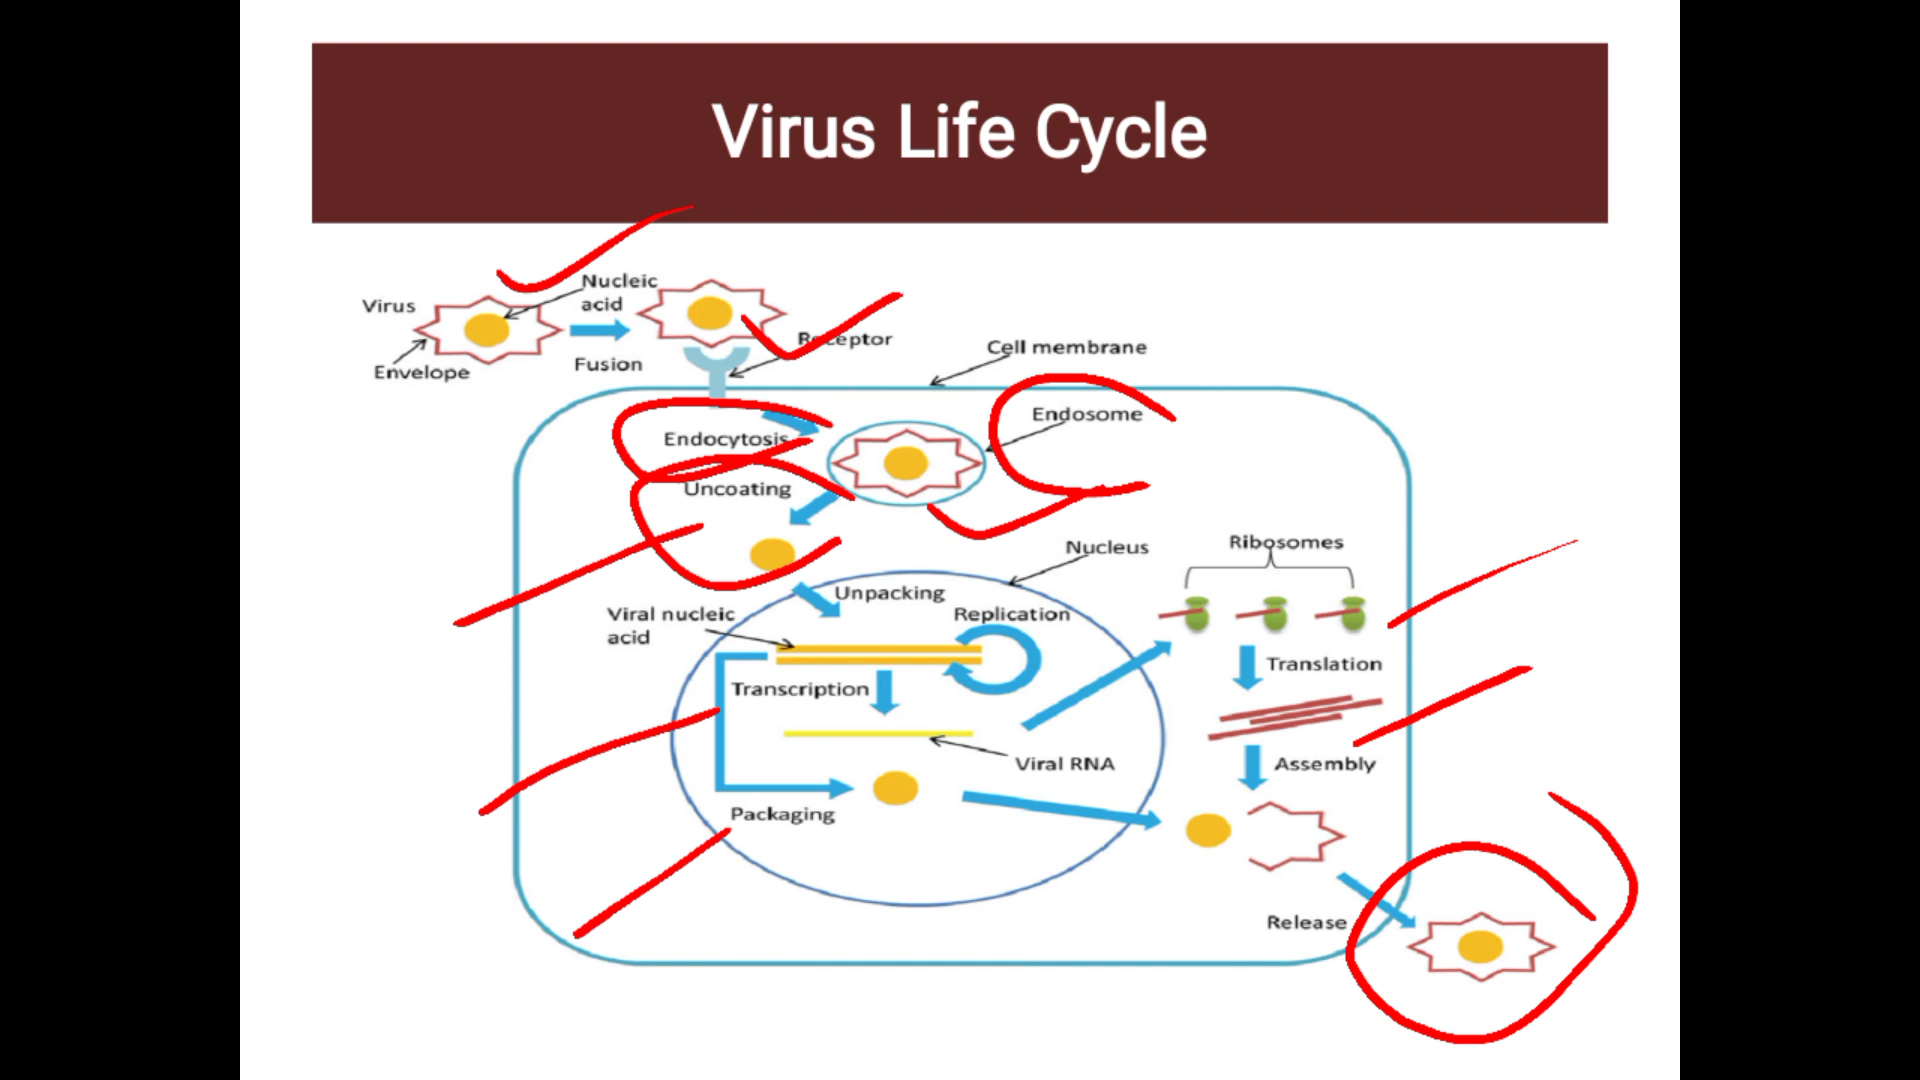 Virus Life Cycle
Nucleic
acid
Virus
Envelope
Fusion
Receptor
Cell membrane
Endocytosis
Endosome
Uncoating
Nucleus
Ribosomes
Unpacking
Viral nucleic
acid
Replication
Transcription
Translation
Viral RNA
Assembly
Packaging
Release